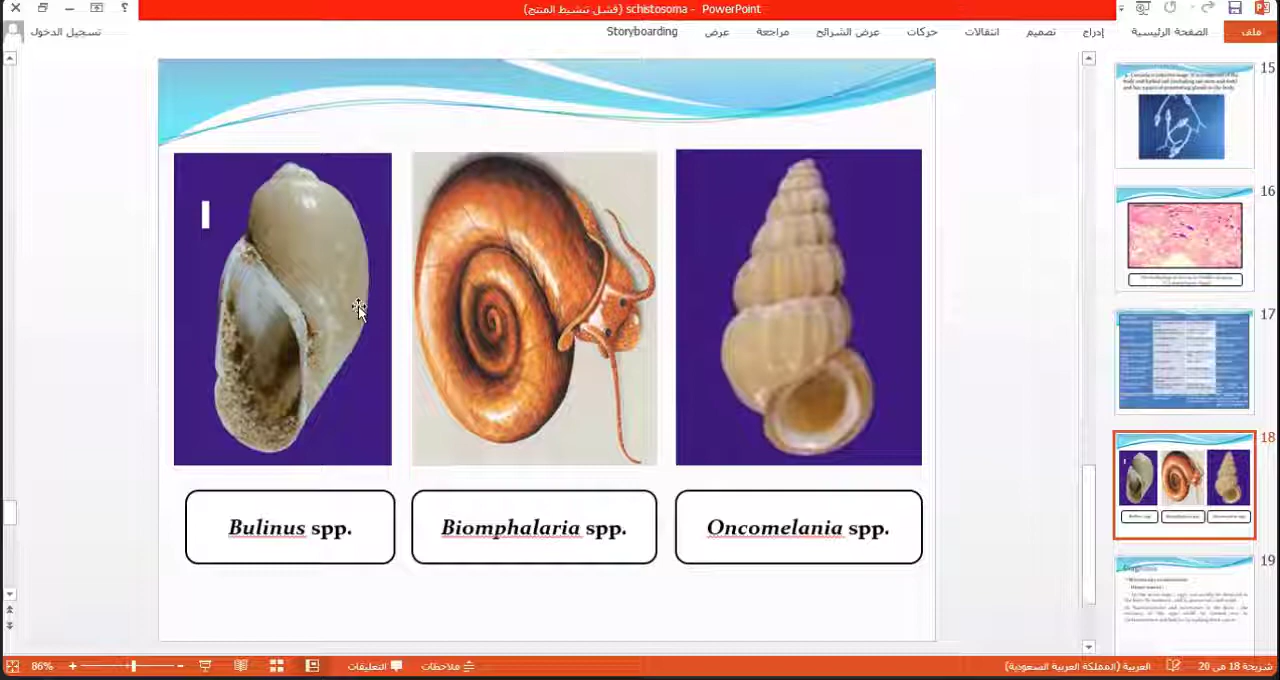 schistosoma - PowerPoint (فشل تنشيط المنتج)
ملف
الصفحة الرئيسية
إدراج
تصميم
انتقالات
حركات
عرض الشرائح
مراجعة
عرض
Storyboarding
تسجيل الدخول
Bulinus spp.
Biomphalaria spp.
Oncomelania spp.
15
16
17
18
19
Diagnosis
شريحة 18 من 20
العربية (المملكة العربية السعودية)
ملاحظات
التعليقات
86%